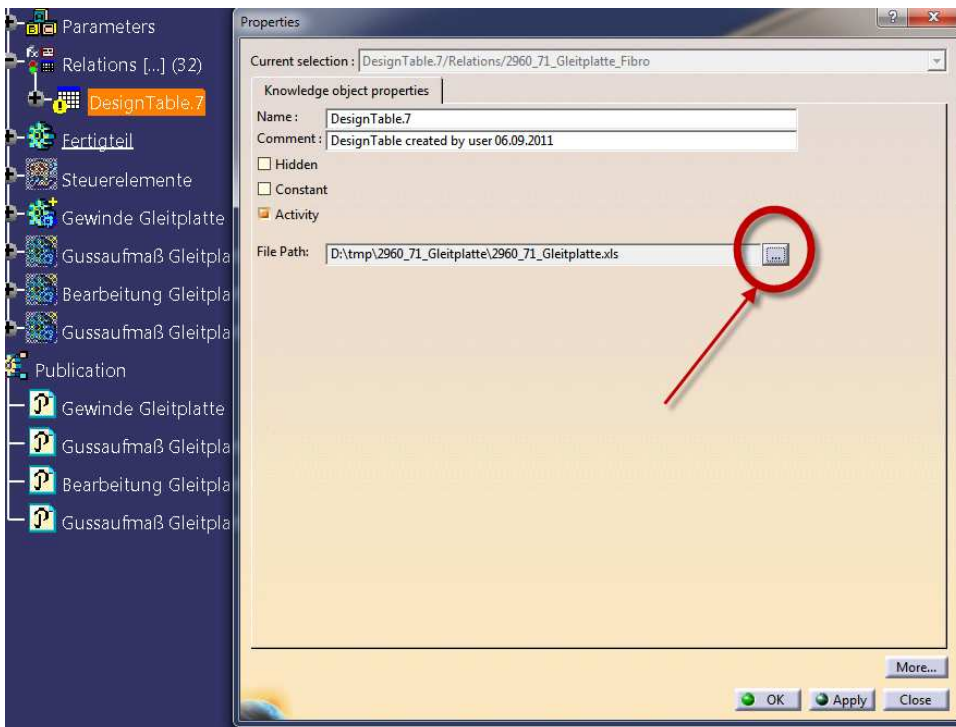 Parameters
Relations [...] (32)
DesignTable.7
Fertigteil
Steuerelemente
Gewinde Gleitplatte
Gussaufmaß Gleitpla
Bearbeitung Gleitpla
Gussaufmaß Gleitpla
Publication
Gewinde Gleitplatte
Gussaufmaß Gleitpla
Bearbeitung Gleitpla
Gussaufmaß Gleitpla
Properties
Current selection : DesignTable.7/Relations/2960_71_Gleitplatte_Fibro
Knowledge object properties
Name : DesignTable.7
Comment : DesignTable created by user 06.09.2011
Hidden
Constant
Activity
File Path: D:\tmp\2960_71_Gleitplatte\2960_71_Gleitplatte.xls ...
More...
OK Apply Close